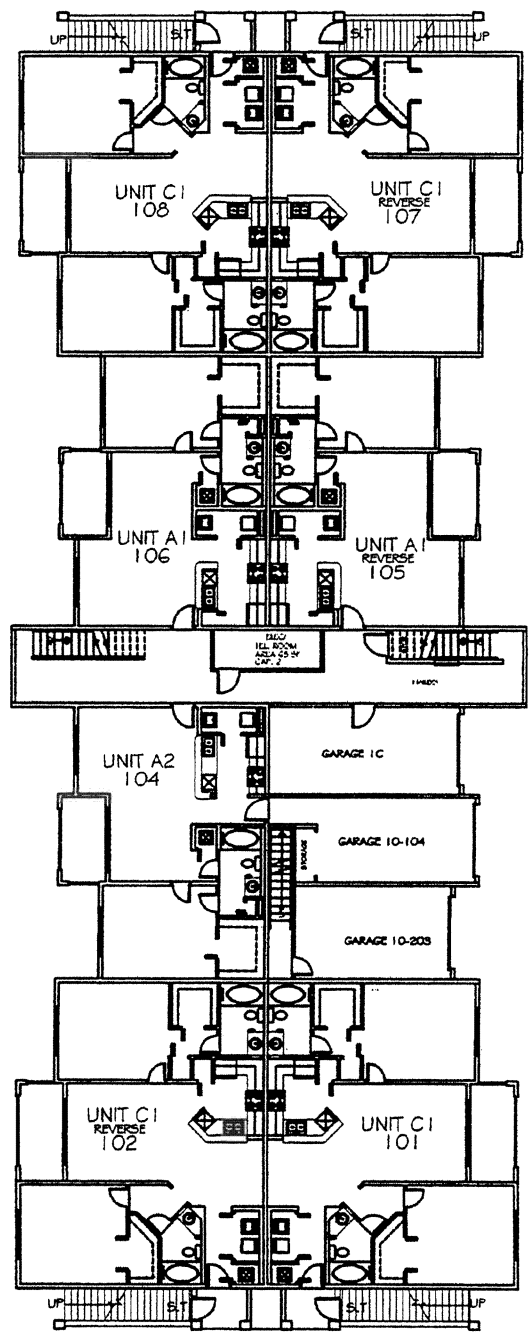 UP
S.T
S.T
UP
UNIT C1
108
UNIT C1
REVERSE
107
UNIT A1
106
UNIT A1
REVERSE
105
TEL. ROOM
UNIT A2
104
GARAGE 1C
GARAGE 10-104
STORAGE
GARAGE 10-203
UNIT C1
REVERSE
102
UNIT C1
101
UP
S.T
S.T
UP